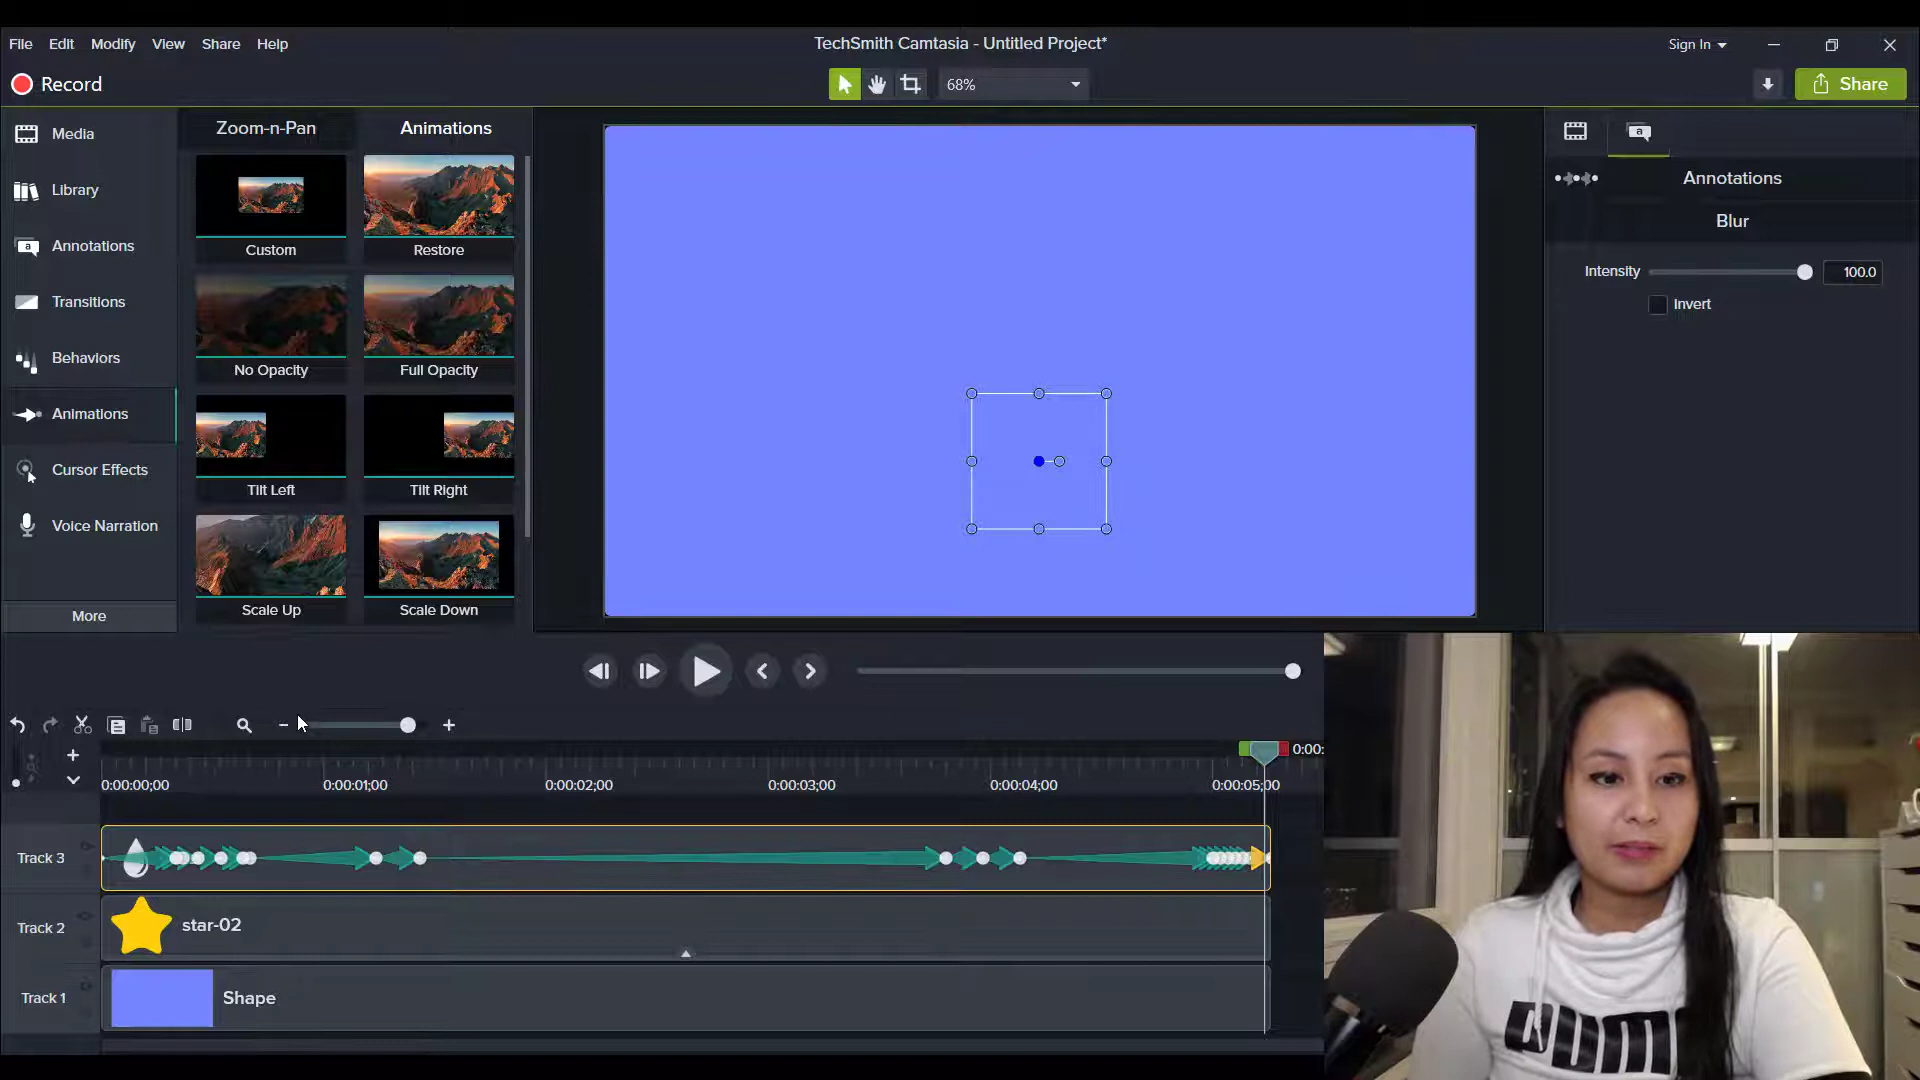 File Edit Modify View Share Help
TechSmith Camtasia - Untitled Project*
Sign In
Record
68%
Share
Media
Library
Annotations
Transitions
Behaviors
Animations
Cursor Effects
Voice Narration
More
Zoom-n-Pan Animations
Custom Restore
No Opacity Full Opacity
Tilt Left Tilt Right
Scale Up Scale Down
a
Annotations
Blur
Intensity 100.0
Invert
0:00:
0:00:00;00 0:00:01;00 0:00:02;00 0:00:03;00 0:00:04;00 0:00:05;00
Track 3
Track 2 star-02
Track 1 Shape
PUMA